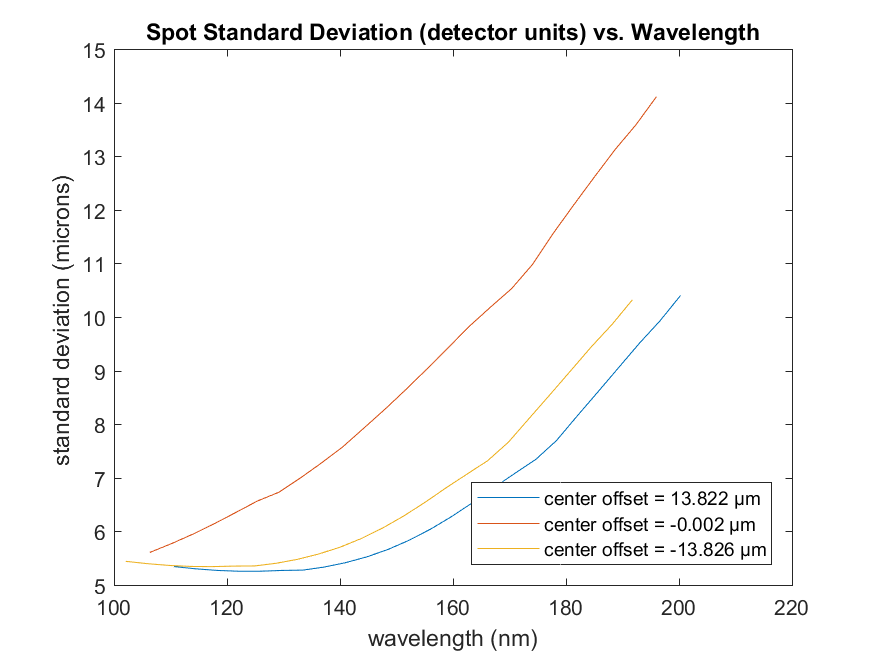 Spot Standard Deviation (detector units) vs. Wavelength
15
14
13
12
11
10
9
8
7
6
5
standard deviation (microns)
center offset = 13.822 µm
center offset = -0.002 µm
center offset = -13.826 µm
100 120 140 160 180 200 220
wavelength (nm)